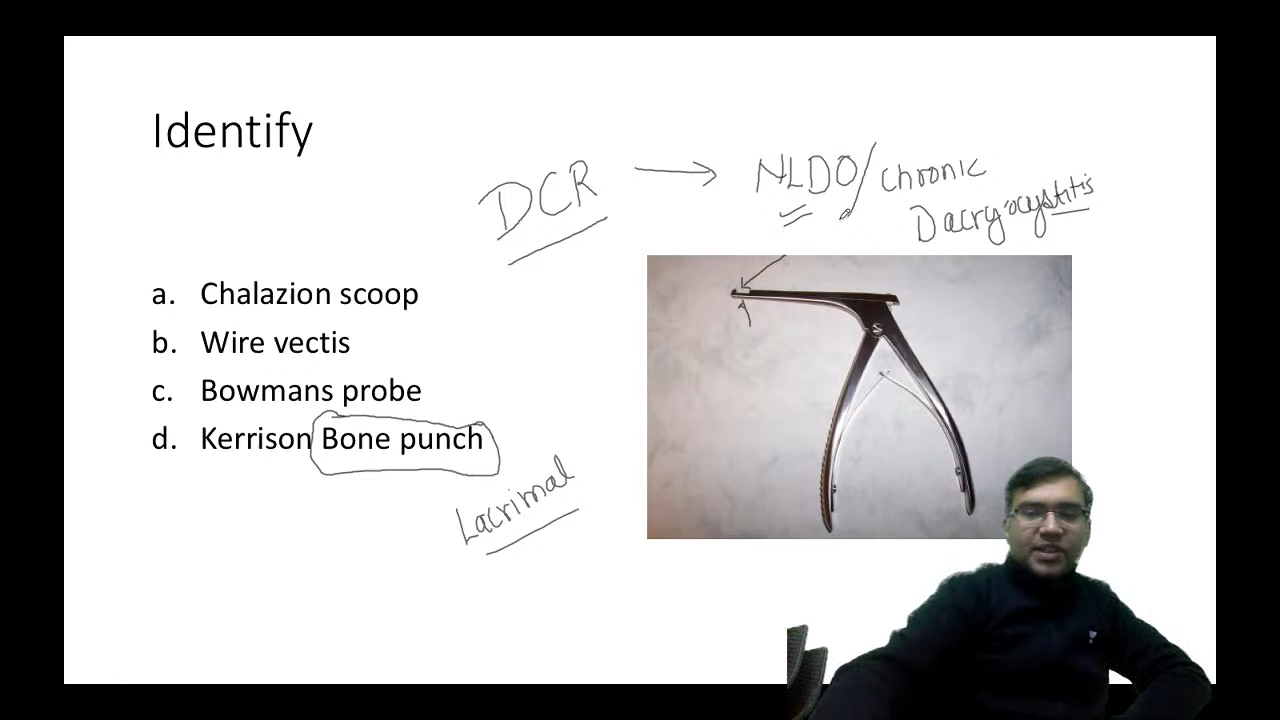 Identify
DCR → NLDO/chronic
Dacryocystitis
a. Chalazion scoop
b. Wire vectis
c. Bowmans probe
d. Kerrison Bone punch
Lacrimal